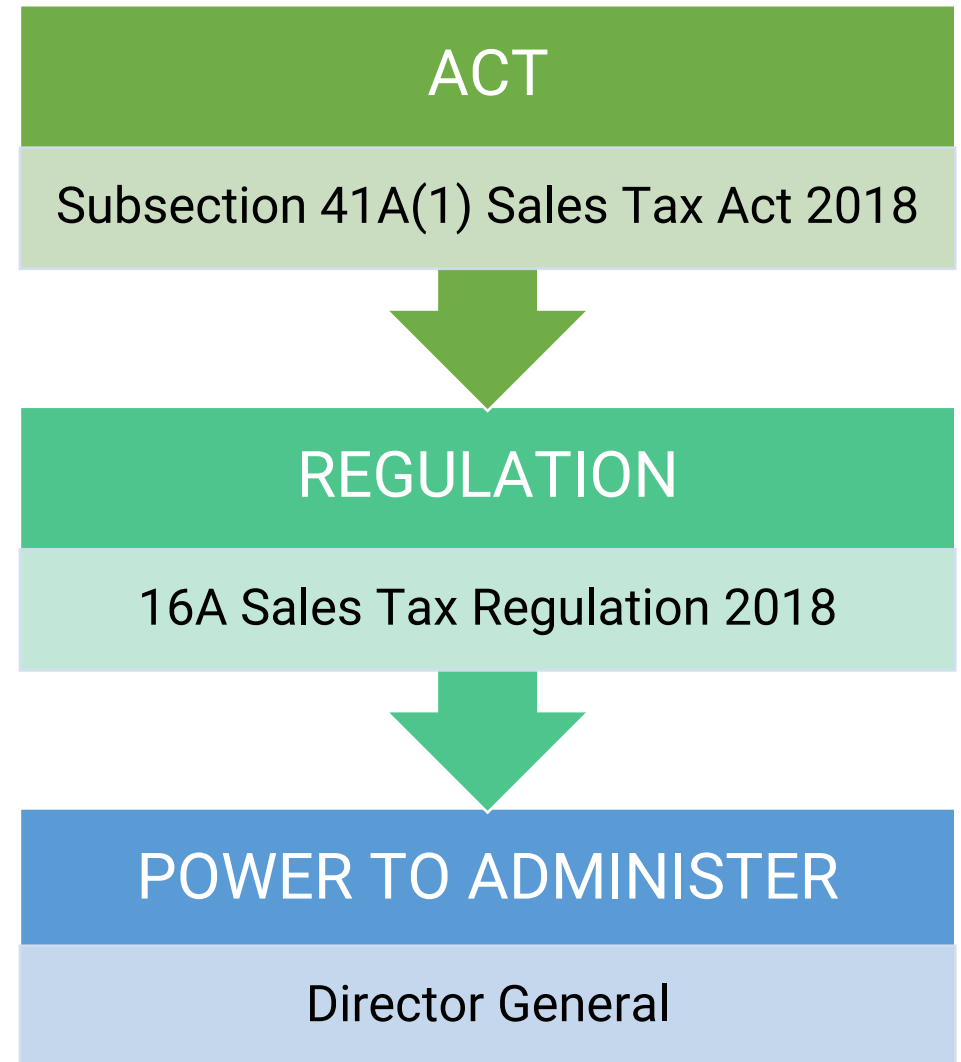 ACT
Subsection 41A(1) Sales Tax Act 2018
REGULATION
16A Sales Tax Regulation 2018
POWER TO ADMINISTER
Director General